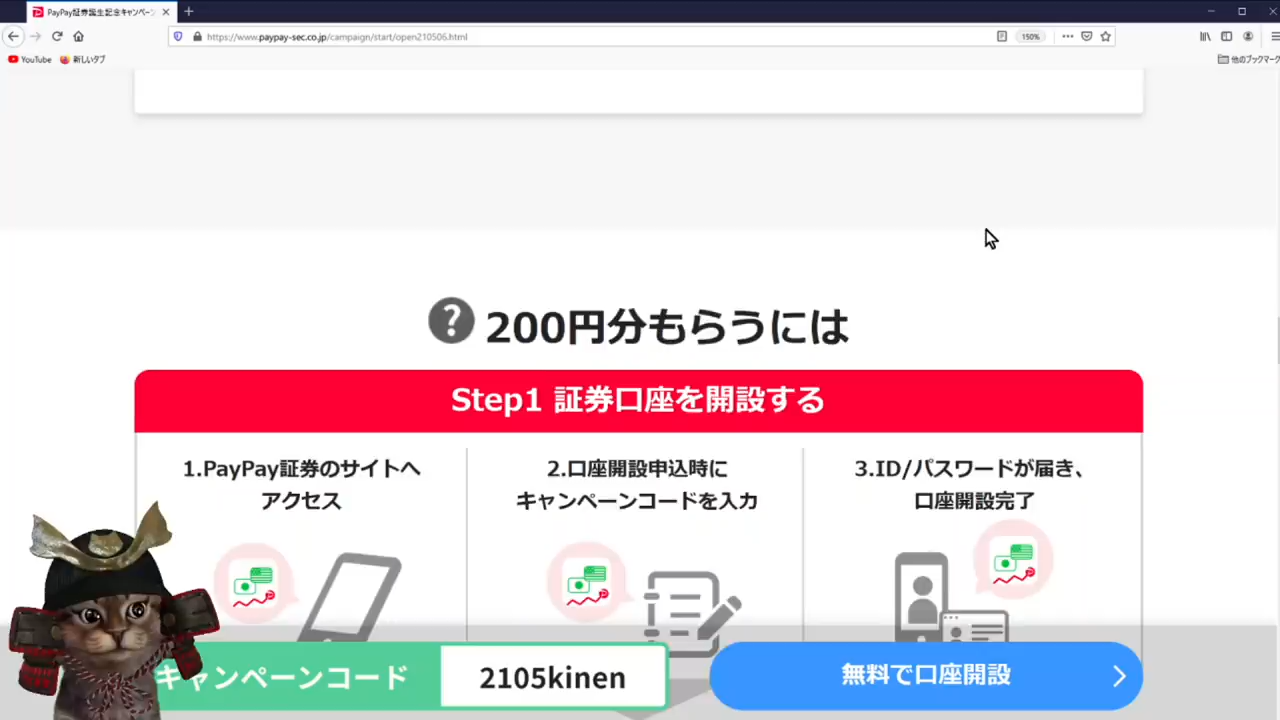 PayPay証券誕生記念キャンペーン
https://www.paypay-sec.co.jp/campaign/start/open210506.html
150%
YouTube
新しいタブ
他のブックマーク
200円分もらうには
Step1 証券口座を開設する
1.PayPay証券のサイトへ
アクセス
2.口座開設申込時に
キャンペーンコードを入力
3.ID/パスワードが届き、
口座開設完了
キャンペーンコード
2105kinen
無料で口座開設